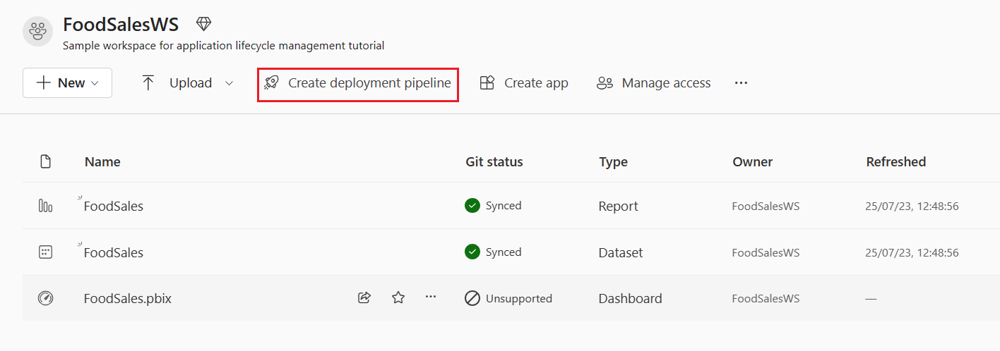 FoodSalesWS
Sample workspace for application lifecycle management tutorial
New Upload Create deployment pipeline Create app Manage access ...
Name Git status Type Owner Refreshed
FoodSales Synced Report FoodSalesWS 25/07/23, 12:48:56
FoodSales Synced Dataset FoodSalesWS 25/07/23, 12:48:56
FoodSales.pbix ... Unsupported Dashboard FoodSalesWS —